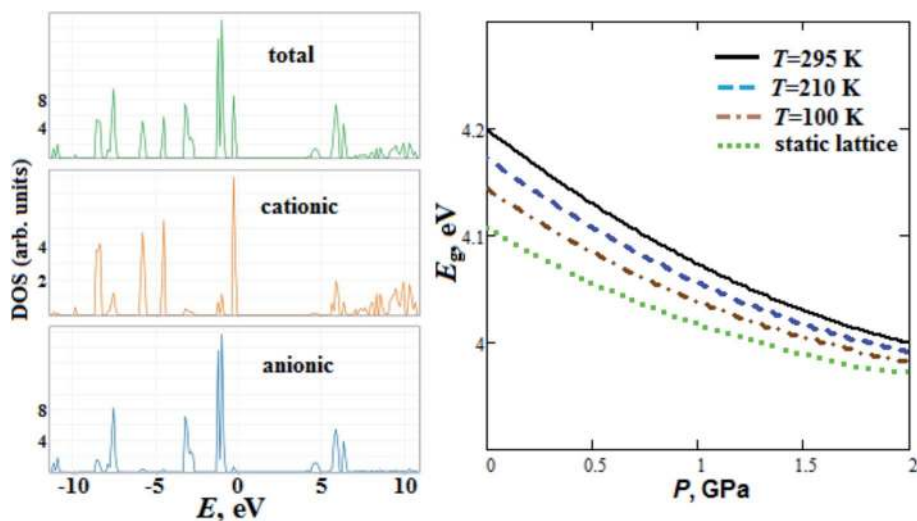 total
8
4
cationic
4
2
anionic
8
4
DOS (arb. units)
-10 -5 0 5 10
E, eV
T=295 K
T=210 K
T=100 K
static lattice
4.2
4.1
4
E_g, eV
0 0.5 1 1.5 2
P, GPa